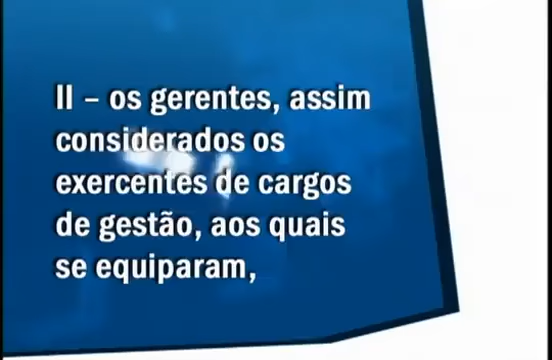 II – os gerentes, assim
considerados os
exercentes de cargos
de gestão, aos quais
se equiparam,